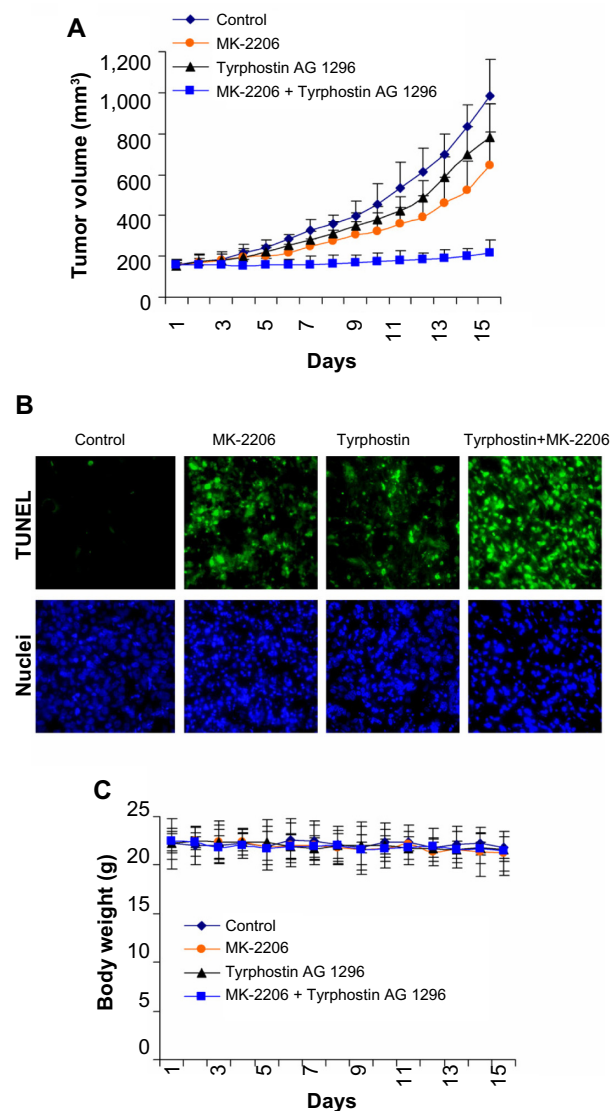 A
Control
MK-2206
Tyrphostin AG 1296
MK-2206 + Tyrphostin AG 1296
Tumor volume (mm³)
1,200
1,000
800
600
400
200
0
1 3 5 7 9 11 13 15
Days
B
Control MK-2206 Tyrphostin Tyrphostin+MK-2206
TUNEL
Nuclei
C
Body weight (g)
25
20
15
10
5
0
Control
MK-2206
Tyrphostin AG 1296
MK-2206 + Tyrphostin AG 1296
1 3 5 7 9 11 13 15
Days